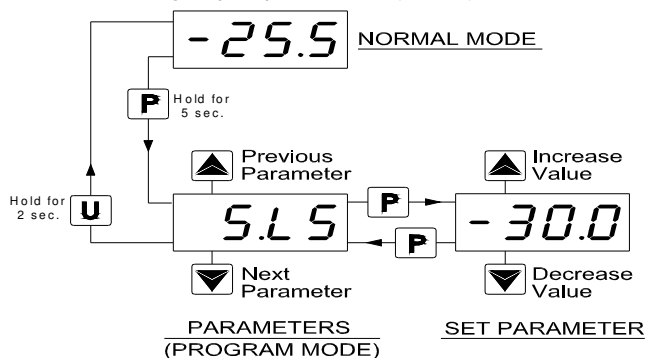 -25.5
NORMAL MODE
P
Hold for
5 sec.
Previous
Parameter
Increase
Value
Hold for
2 sec.
U
S.LS
P
P
-30.0
Next
Parameter
Decrease
Value
PARAMETERS
(PROGRAM MODE)
SET PARAMETER